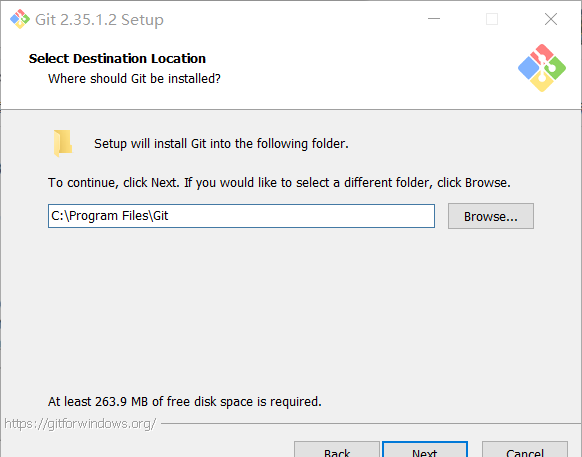 Git 2.35.1.2 Setup
Select Destination Location
Where should Git be installed?
Setup will install Git into the following folder.
To continue, click Next. If you would like to select a different folder, click Browse.
C:\Program Files\Git
Browse...
At least 263.9 MB of free disk space is required.
https://gitforwindows.org/
Back
Next
Cancel